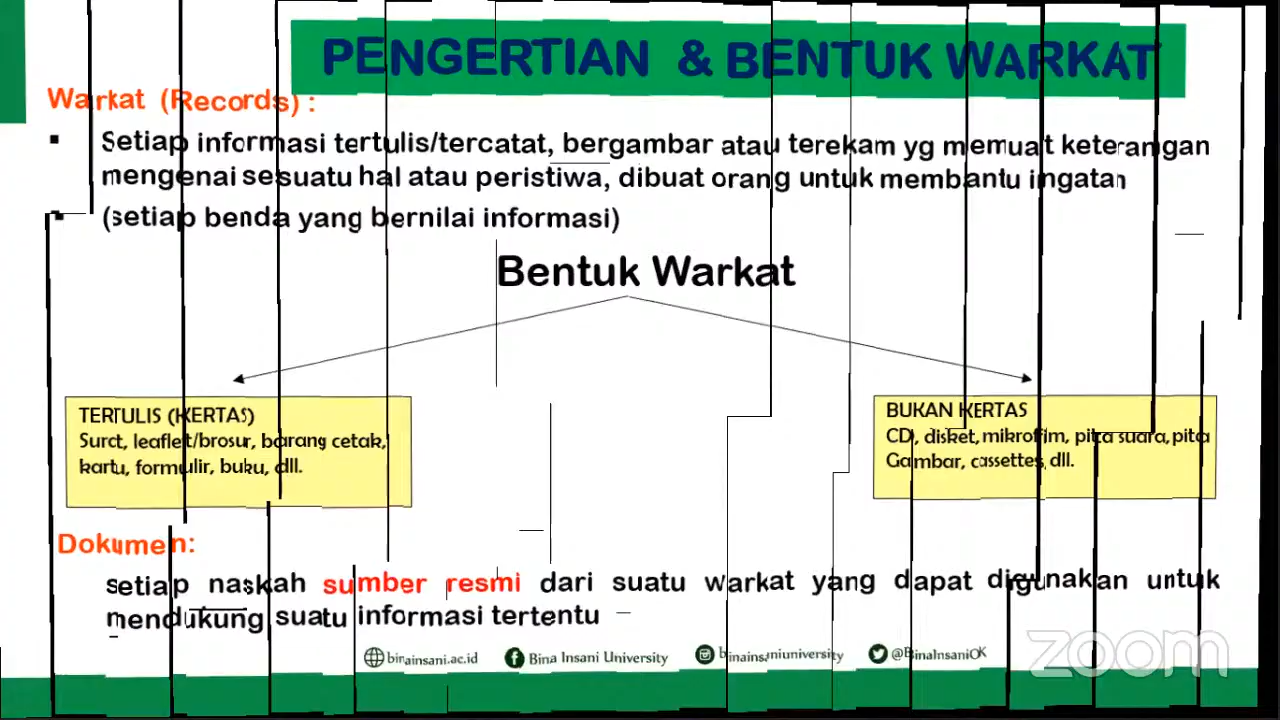 PENGERTIAN & BENTUK WARKAT
Warkat (Records) :
▪ Setiap informasi tertulis/tercatat, bergambar atau terekam yg memuat keterangan
mengenai sesuatu hal atau peristiwa, dibuat orang untuk membantu ingatan
▪ (setiap benda yang bernilai informasi)
Bentuk Warkat
TERTULIS (KERTAS)
Surat, leaflet/brosur, barang cetak,
kartu, formulir, buku, dll.
BUKAN KERTAS
CD, disket, mikrofim, pita suara, pita
Gambar, cassettes, dll.
Dokumen:
setiap naskah sumber resmi dari suatu warkat yang dapat digunakan untuk
mendukung suatu informasi tertentu
binainsani.ac.id Bina Insani University binainsaniuniversity @BinaInsaniOK
zoom